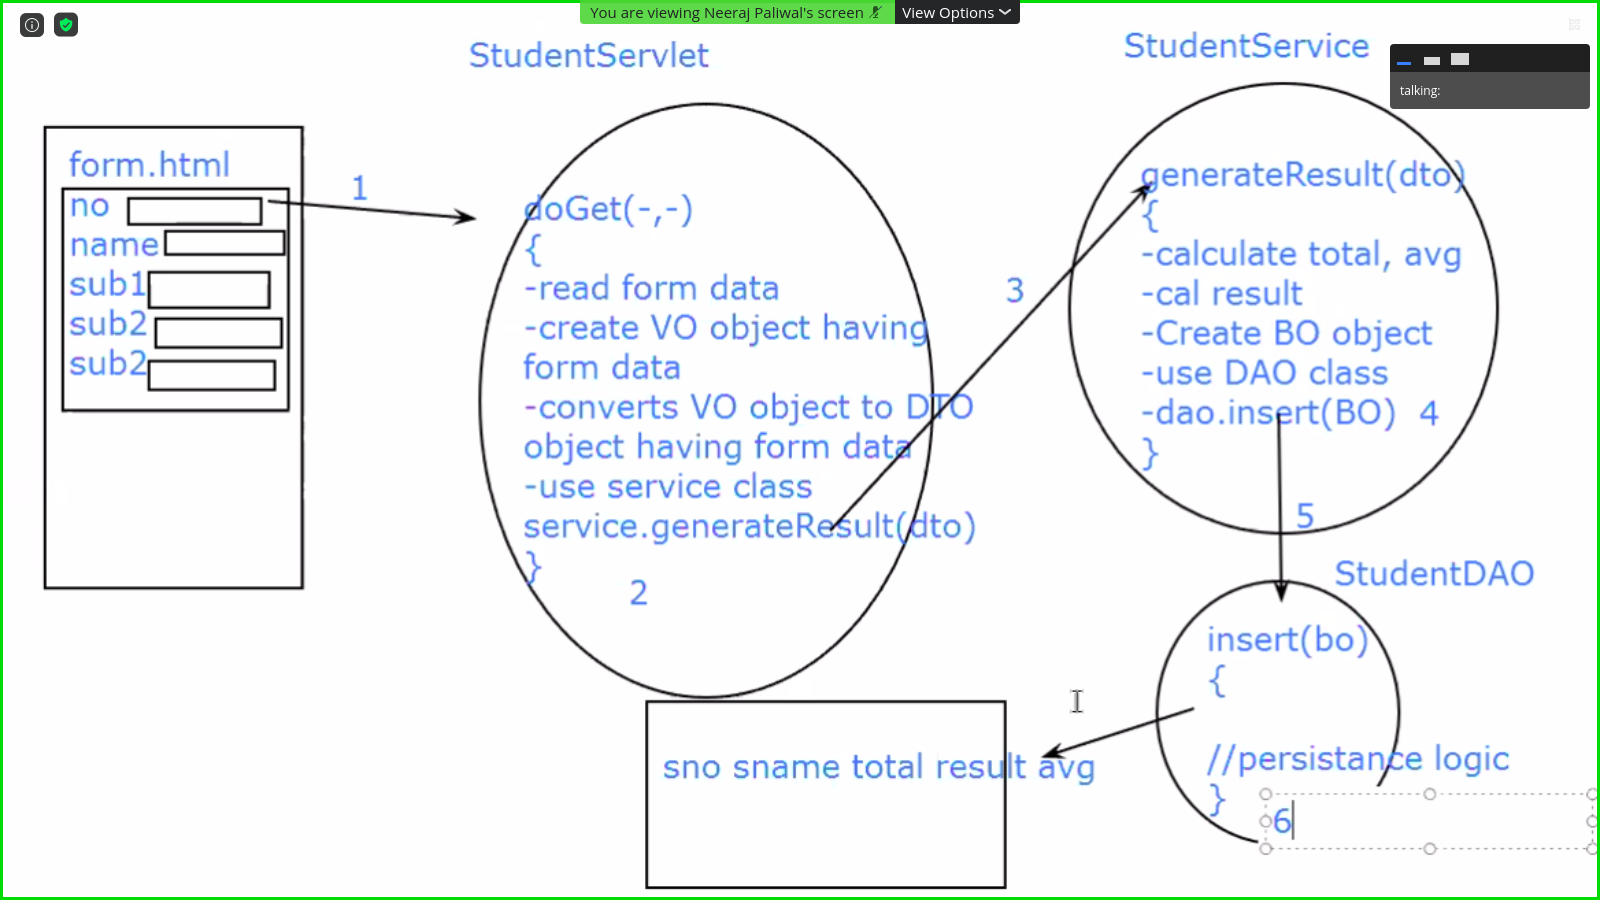 You are viewing Neeraj Paliwal's screen
View Options
talking:
StudentServlet
StudentService
form.html
no
name
sub1
sub2
sub2
1
doGet(-,-)
{
-read form data
-create VO object having
form data
-converts VO object to DTO
object having form data
-use service class
service.generateResult(dto)
}
2
3
generateResult(dto)
{
-calculate total, avg
-cal result
-Create BO object
-use DAO class
-dao.insert(BO) 4
}
5
StudentDAO
insert(bo)
{
//persistance logic
}
6
sno sname total result avg